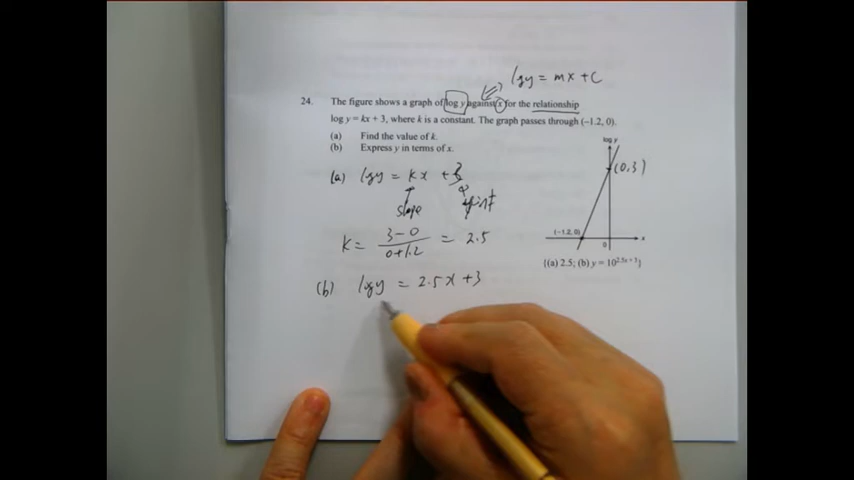 lgy = mx + c
24. The figure shows a graph of log y against x for the relationship
log y = kx + 3, where k is a constant. The graph passes through (−1.2, 0).
(a) Find the value of k.
(b) Express y in terms of x.
log y
(0,3)
(−1.2, 0)
0
x
{(a) 2.5; (b) y = 10^{2.5x + 3}}
(a) lgy = kx + 3
slope
y-int
k = \frac{3-0}{0+1.2} = 2.5
(b) logy = 2.5x + 3